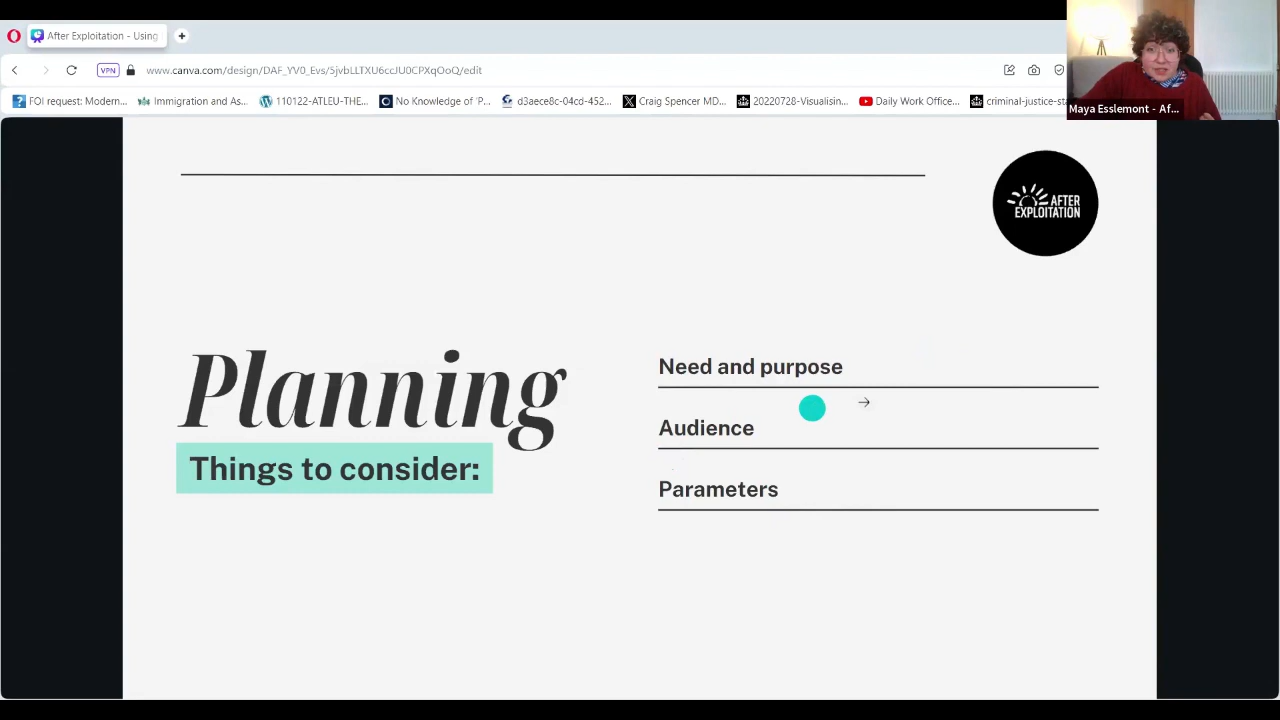 After Exploitation - Using
VPN
www.canva.com/design/DAF_YV0_Evs/5jvbLLTXU6ccJU0CPXqOoQ/edit
FOI request: Modern...
Immigration and As...
110122-ATLEU-THE...
No Knowledge of 'P...
d3aece8c-04cd-452...
Craig Spencer MD...
20220728-Visualisin...
Daily Work Office...
criminal-justice-sta
Maya Esslemont - Af...
AFTER
EXPLOITATION
Planning
Things to consider:
Need and purpose
Audience
Parameters